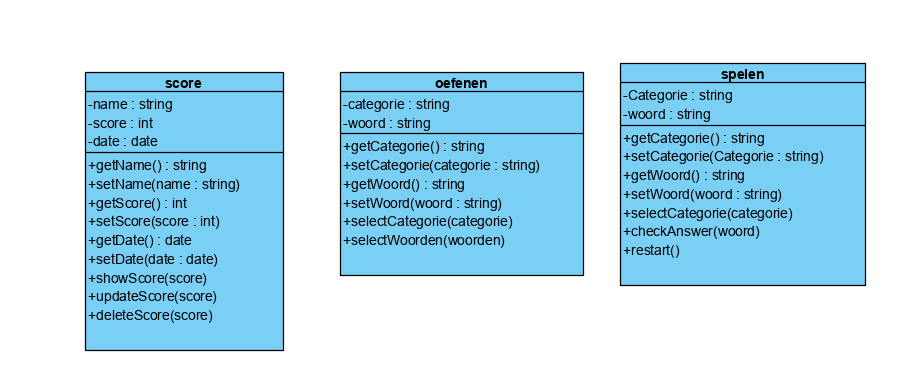 score
-name : string
-score : int
-date : date
+getName() : string
+setName(name : string)
+getScore() : int
+setScore(score : int)
+getDate() : date
+setDate(date : date)
+showScore(score)
+updateScore(score)
+deleteScore(score)
oefenen
-categorie : string
-woord : string
+getCategorie() : string
+setCategorie(categorie : string)
+getWoord() : string
+setWoord(woord : string)
+selectCategorie(categorie)
+selectWoorden(woorden)
spelen
-Categorie : string
-woord : string
+getCategorie() : string
+setCategorie(Categorie : string)
+getWoord() : string
+setWoord(woord : string)
+selectCategorie(categorie)
+checkAnswer(woord)
+restart()